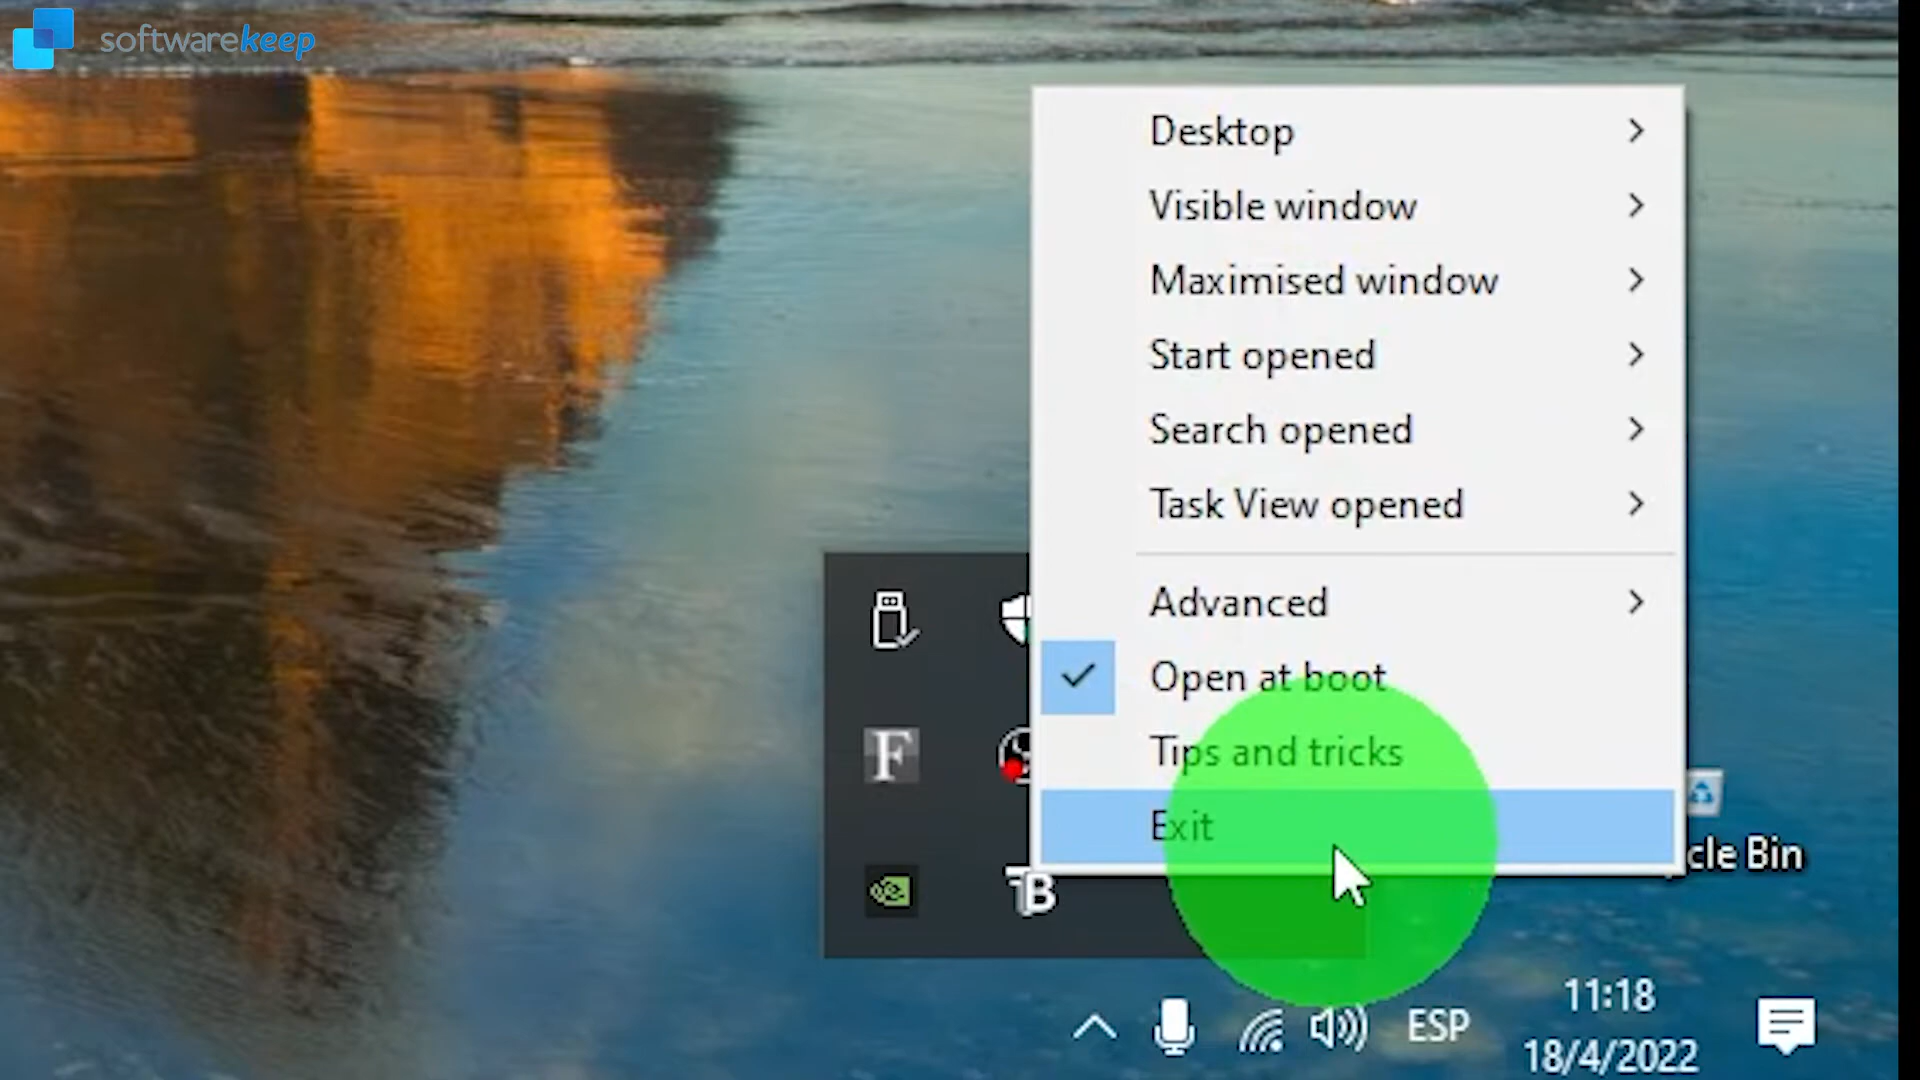 softwarekeep
Desktop
Visible window
Maximised window
Start opened
Search opened
Task View opened
Advanced
Open at boot
Tips and tricks
Exit
cle Bin
F
B
ESP
11:18
18/4/2022